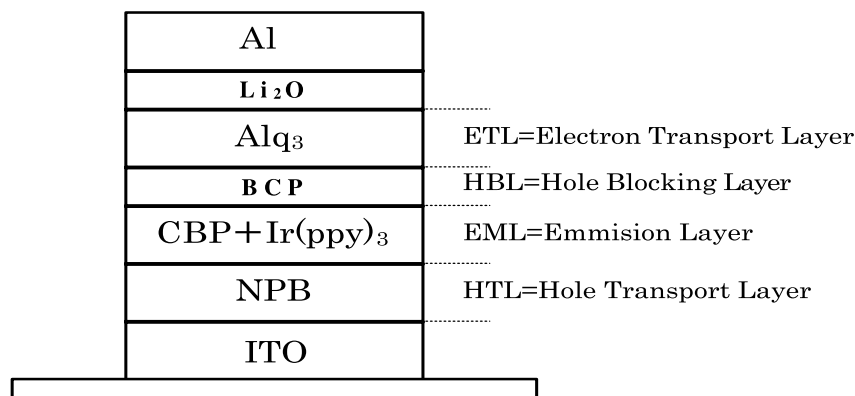 Al
Li₂O
Alq₃ ETL=Electron Transport Layer
BCP HBL=Hole Blocking Layer
CBP+Ir(ppy)₃ EML=Emmision Layer
NPB HTL=Hole Transport Layer
ITO